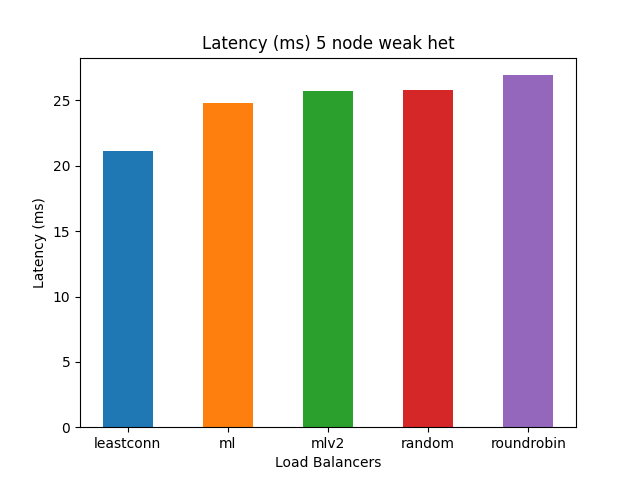 Latency (ms) 5 node weak het
Latency (ms)
25
20
15
10
5
0
leastconn ml mlv2 random roundrobin
Load Balancers